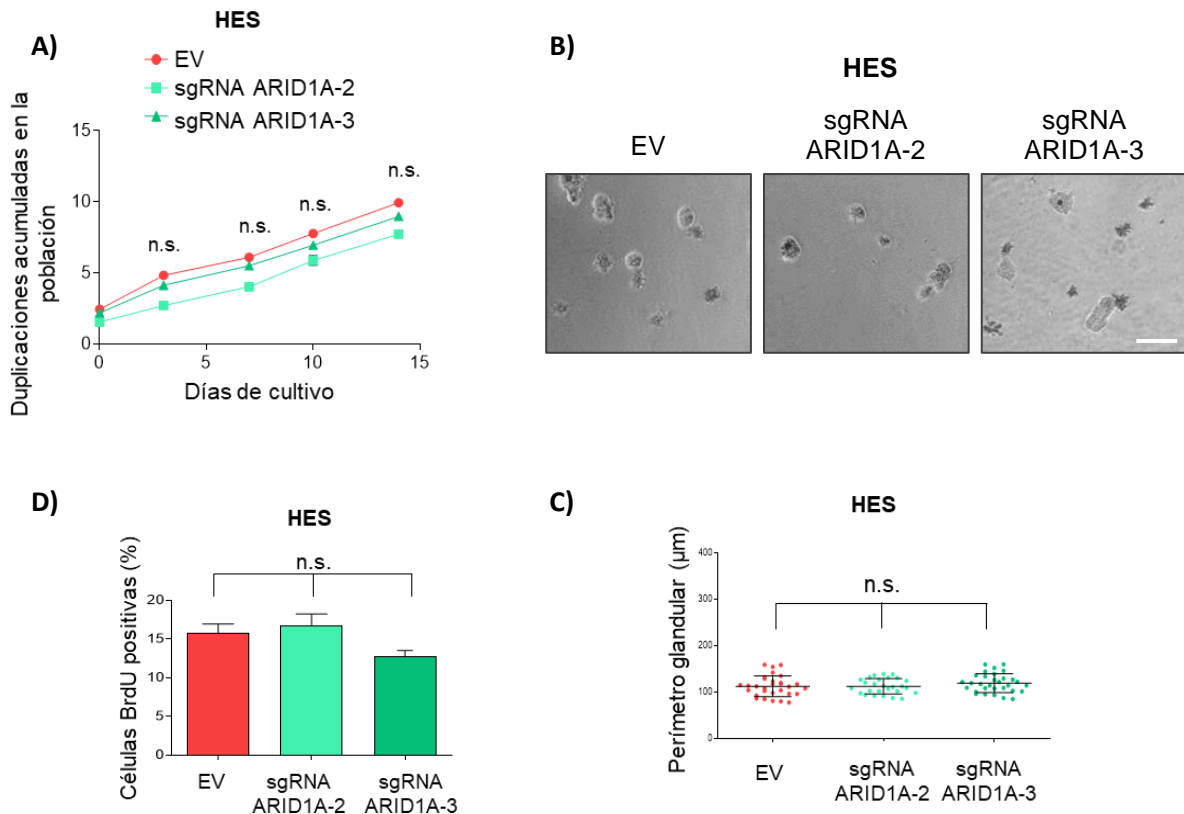 A)
HES
EV
sgRNA ARID1A-2
sgRNA ARID1A-3
Duplicaciones acumuladas en la
población
15
10
5
0
n.s.
n.s.
n.s.
n.s.
0
5
10
15
Días de cultivo
B)
HES
EV
sgRNA
ARID1A-2
sgRNA
ARID1A-3
D)
HES
Células BrdU positivas (%)
20
15
10
5
0
n.s.
EV
sgRNA
ARID1A-2
sgRNA
ARID1A-3
C)
HES
Perímetro glandular (µm)
400
300
200
100
0
n.s.
EV
sgRNA
ARID1A-2
sgRNA
ARID1A-3